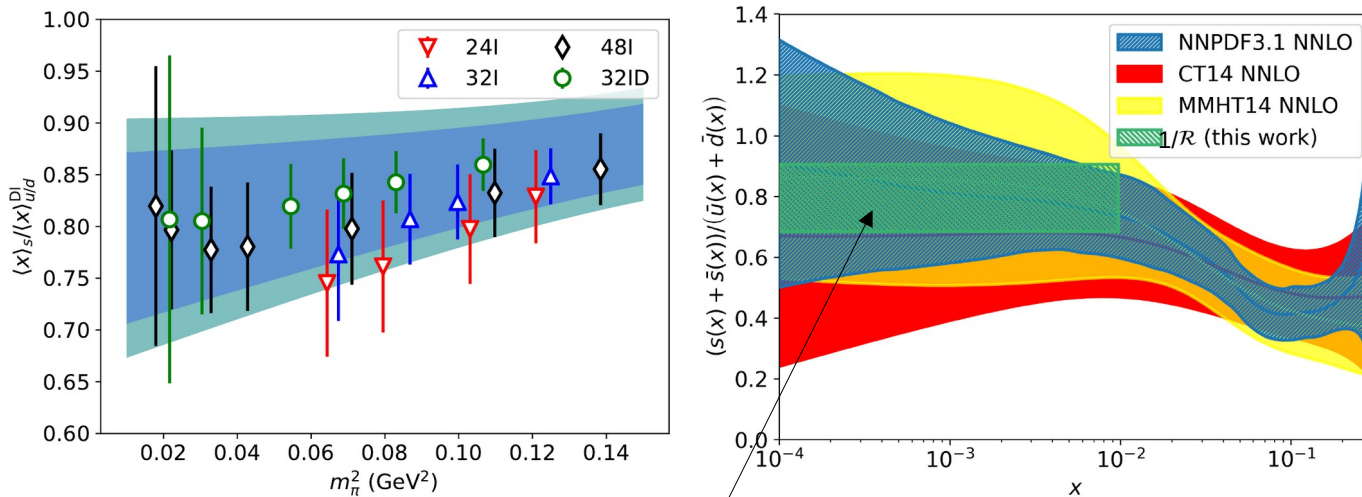 24I
32I
48I
32ID
1.00
0.95
0.90
0.85
0.80
0.75
0.70
0.65
0.60
⟨x⟩ₛ/⟨x⟩ᴰᴵᵤ/d
0.02 0.04 0.06 0.08 0.10 0.12 0.14
m²π (GeV²)
NNPDF3.1 NNLO
CT14 NNLO
MMHT14 NNLO
1/ℛ (this work)
1.4
1.2
1.0
0.8
0.6
0.4
0.2
0.0
(s(x) + s̄(x))/(ū(x) + d̄(x))
10⁻⁴ 10⁻³ 10⁻² 10⁻¹
x